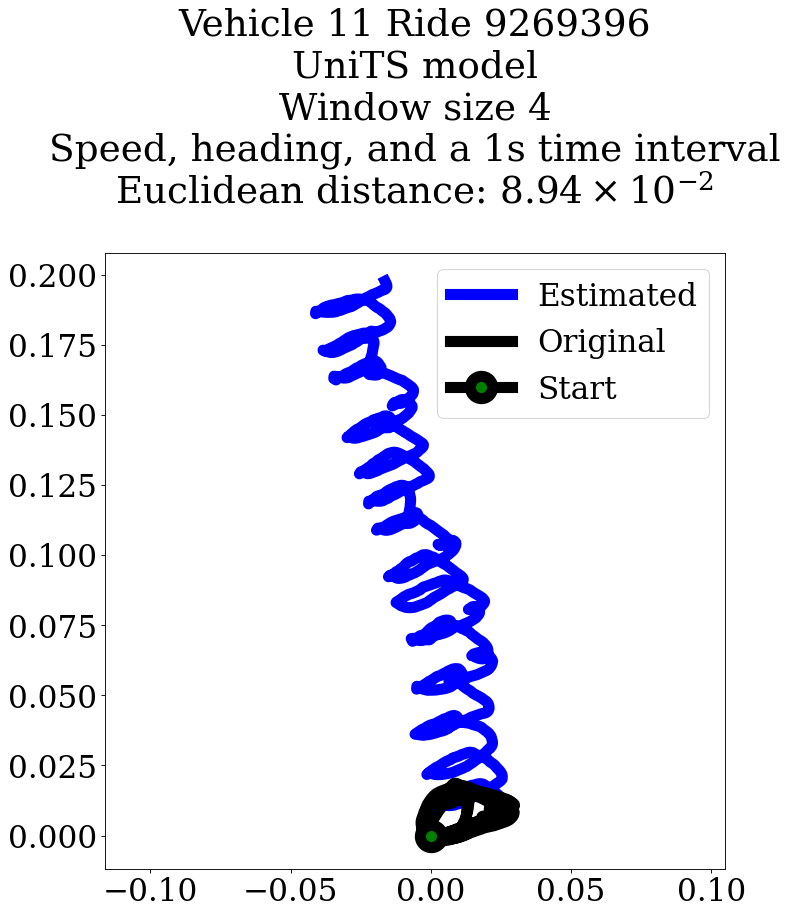 Vehicle 11 Ride 9269396
UniTS model
Window size 4
Speed, heading, and a 1s time interval
Euclidean distance: 8.94 × 10⁻²
Estimated
Original
Start
0.200
0.175
0.150
0.125
0.100
0.075
0.050
0.025
0.000
−0.10 −0.05 0.00 0.05 0.10